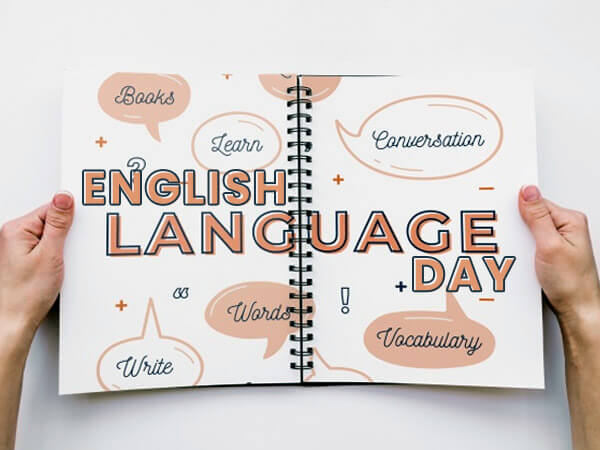 Books
Learn
Conversation
?
ENGLISH
LANGUAGE
DAY
“
Words
!
Vocabulary
Write